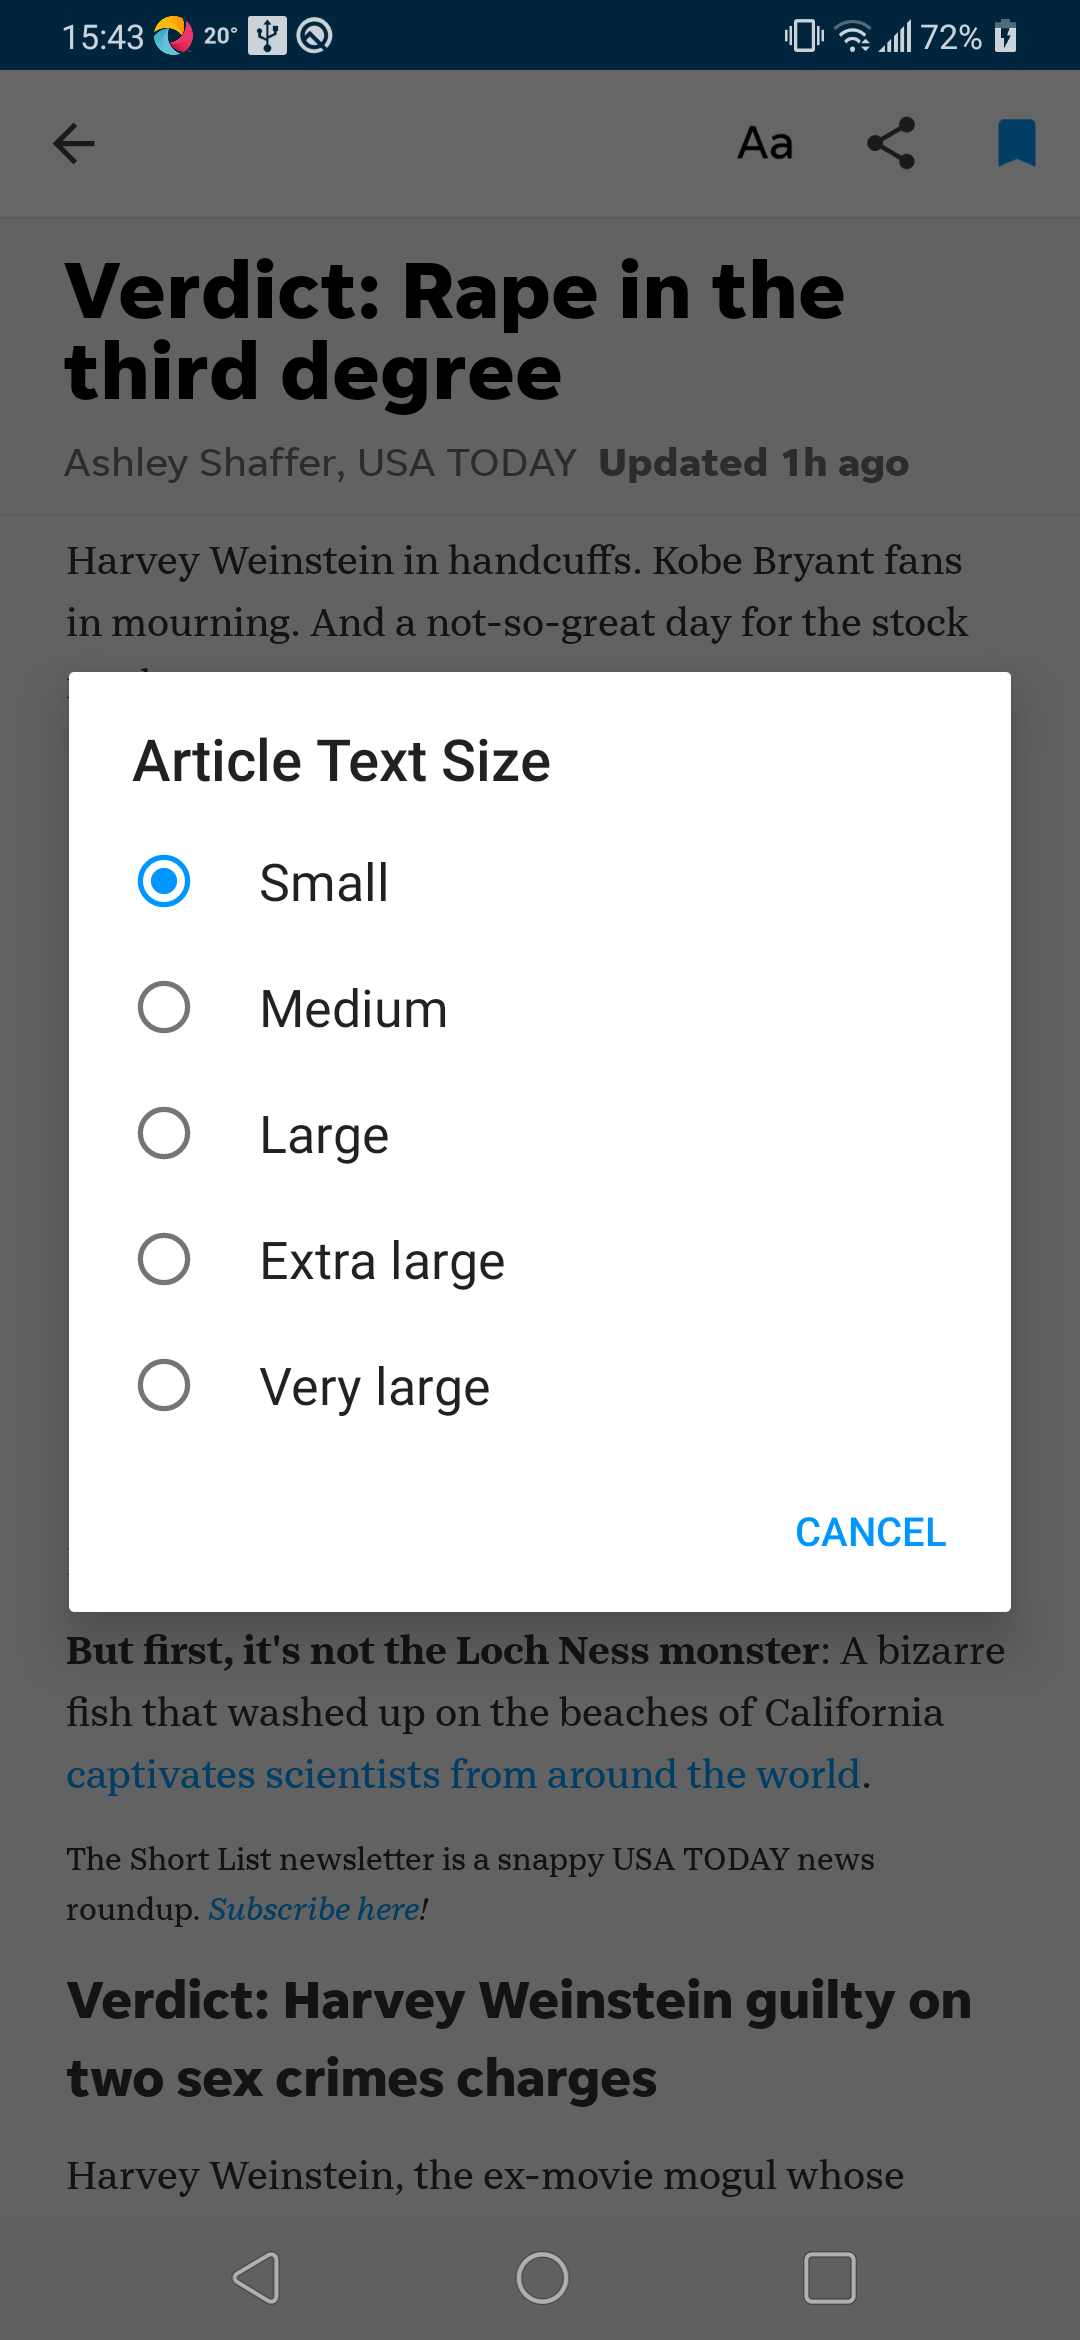 15:43 20° 72%
Aa
Verdict: Rape in the
third degree
Ashley Shaffer, USA TODAY Updated 1h ago
Harvey Weinstein in handcuffs. Kobe Bryant fans
in mourning. And a not-so-great day for the stock
Article Text Size
Small
Medium
Large
Extra large
Very large
CANCEL
But first, it's not the Loch Ness monster: A bizarre
fish that washed up on the beaches of California
captivates scientists from around the world.
The Short List newsletter is a snappy USA TODAY news
roundup. Subscribe here!
Verdict: Harvey Weinstein guilty on
two sex crimes charges
Harvey Weinstein, the ex-movie mogul whose